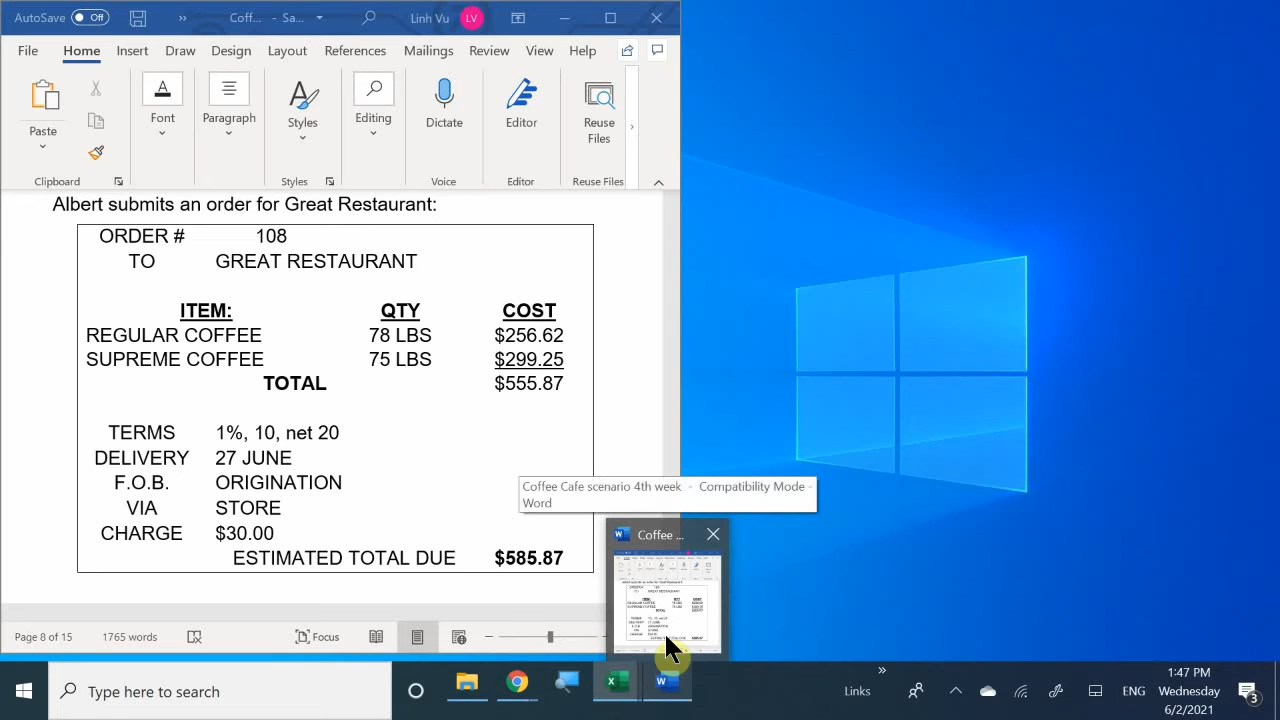 AutoSave Off » Coff... - Sa... Linh Vu LV
File Home Insert Draw Design Layout References Mailings Review View Help
Paste Font Paragraph Styles Editing Dictate Editor Reuse Files
Clipboard Styles Voice Editor Reuse Files
Albert submits an order for Great Restaurant:
ORDER # 108
TO GREAT RESTAURANT
ITEM: QTY COST
REGULAR COFFEE 78 LBS $256.62
SUPREME COFFEE 75 LBS $299.25
TOTAL $555.87
TERMS 1%, 10, net 20
DELIVERY 27 JUNE
F.O.B. ORIGINATION
VIA STORE
CHARGE $30.00
ESTIMATED TOTAL DUE $585.87
Coffee Cafe scenario 4th week - Compatibility Mode -
Word
Coffee ...
of 15 words Focus
Type here to search
Links » ENG
1:47 PM
Wednesday
6/2/2021
3